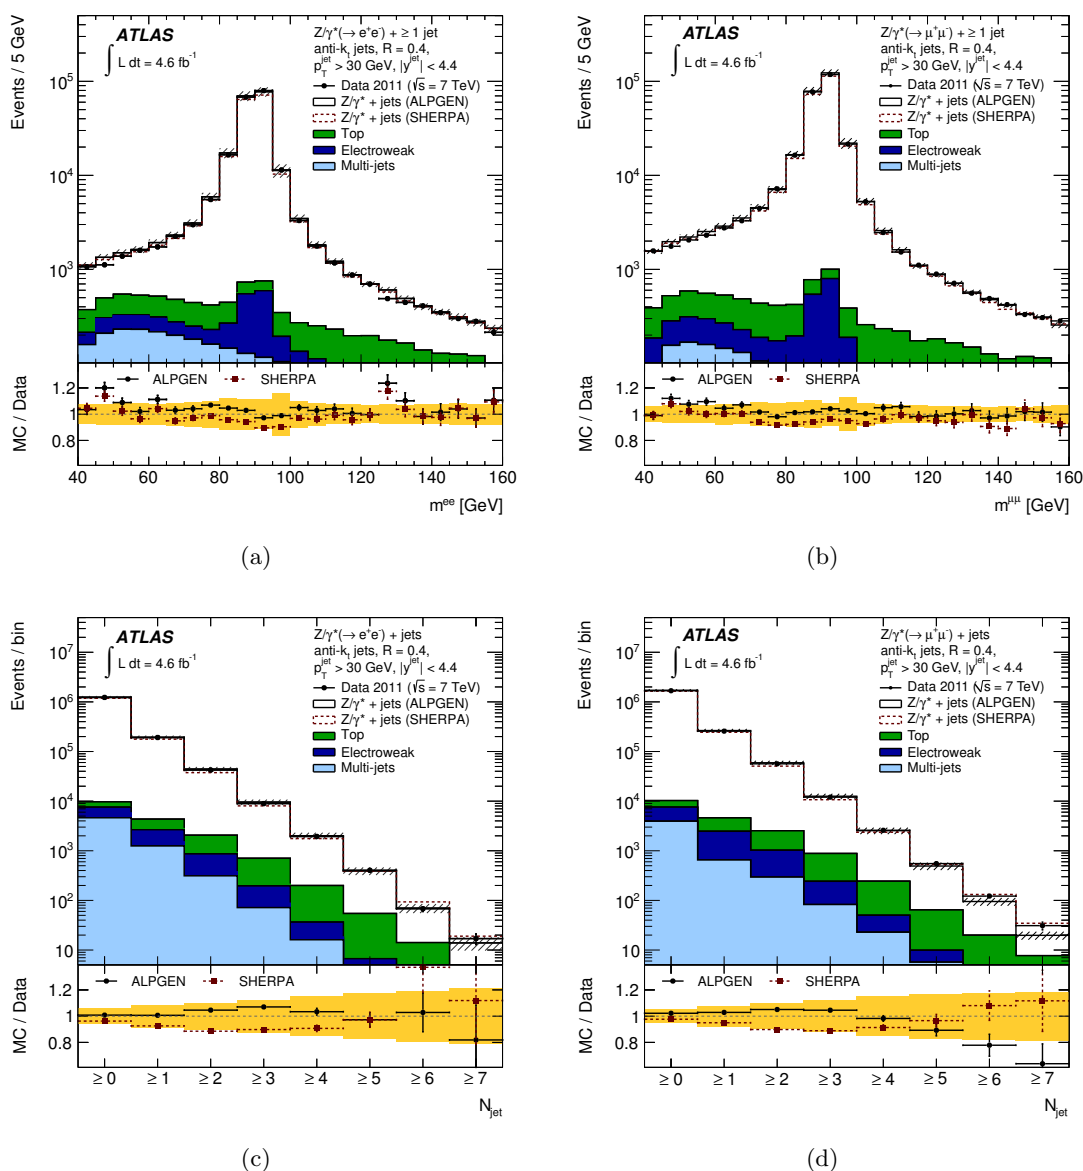 (a)
ATLAS
∫ L dt = 4.6 fb⁻¹
Z/γ*(→ e⁺e⁻) + ≥ 1 jet
anti-kₜ jets, R = 0.4,
p_T^jet > 30 GeV, |y^jet| < 4.4
Data 2011 (√s = 7 TeV)
Z/γ* + jets (ALPGEN)
Z/γ* + jets (SHERPA)
Top
Electroweak
Multi-jets
Events / 5 GeV
10⁵
10⁴
10³
ALPGEN SHERPA
MC / Data
1.2
1
0.8
40 60 80 100 120 140 160
m^ee [GeV]
(b)
ATLAS
∫ L dt = 4.6 fb⁻¹
Z/γ*(→ μ⁺μ⁻) + ≥ 1 jet
anti-kₜ jets, R = 0.4,
p_T^jet > 30 GeV, |y^jet| < 4.4
Data 2011 (√s = 7 TeV)
Z/γ* + jets (ALPGEN)
Z/γ* + jets (SHERPA)
Top
Electroweak
Multi-jets
Events / 5 GeV
10⁵
10⁴
10³
ALPGEN SHERPA
MC / Data
1.2
1
0.8
40 60 80 100 120 140 160
m^μμ [GeV]
(c)
ATLAS
∫ L dt = 4.6 fb⁻¹
Z/γ*(→ e⁺e⁻) + jets
anti-kₜ jets, R = 0.4,
p_T^jet > 30 GeV, |y^jet| < 4.4
Data 2011 (√s = 7 TeV)
Z/γ* + jets (ALPGEN)
Z/γ* + jets (SHERPA)
Top
Electroweak
Multi-jets
Events / bin
10⁷
10⁶
10⁵
10⁴
10³
10²
10
ALPGEN SHERPA
MC / Data
1.2
1
0.8
≥ 0 ≥ 1 ≥ 2 ≥ 3 ≥ 4 ≥ 5 ≥ 6 ≥ 7
N_jet
(d)
ATLAS
∫ L dt = 4.6 fb⁻¹
Z/γ*(→ μ⁺μ⁻) + jets
anti-kₜ jets, R = 0.4,
p_T^jet > 30 GeV, |y^jet| < 4.4
Data 2011 (√s = 7 TeV)
Z/γ* + jets (ALPGEN)
Z/γ* + jets (SHERPA)
Top
Electroweak
Multi-jets
Events / bin
10⁷
10⁶
10⁵
10⁴
10³
10²
10
ALPGEN SHERPA
MC / Data
1.2
1
0.8
≥ 0 ≥ 1 ≥ 2 ≥ 3 ≥ 4 ≥ 5 ≥ 6 ≥ 7
N_jet